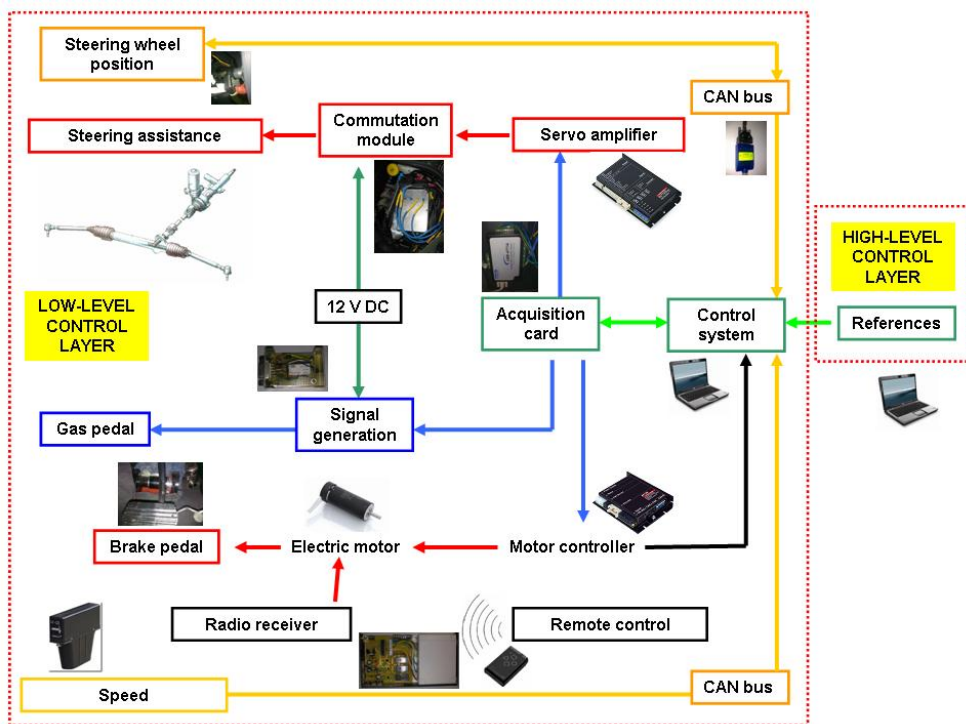 Steering wheel
position
CAN bus
Steering assistance
Commutation
module
Servo amplifier
HIGH-LEVEL
CONTROL
LAYER
LOW-LEVEL
CONTROL
LAYER
12 V DC
Acquisition
card
Control
system
References
Gas pedal
Signal
generation
Brake pedal
Electric motor
Motor controller
Radio receiver
Remote control
Speed
CAN bus